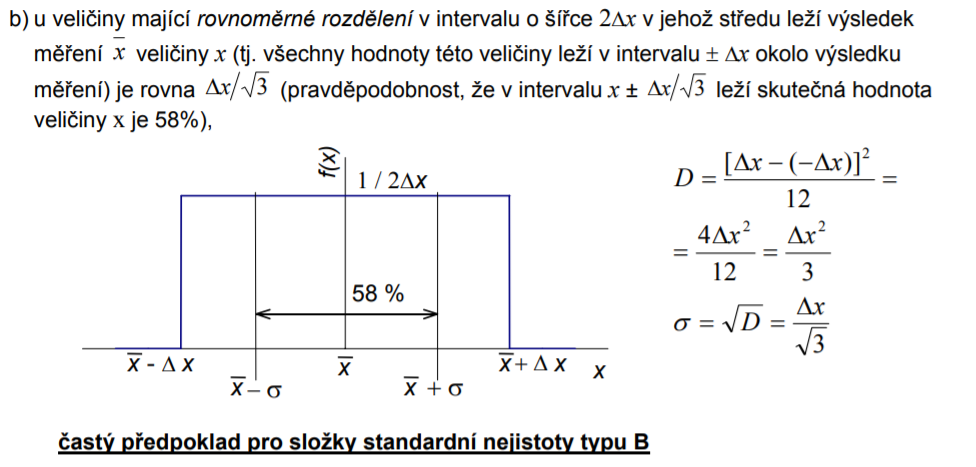 b) u veličiny mající rovnoměrné rozdělení v intervalu o šířce 2Δx v jehož středu leží výsledek
měření x̄ veličiny x (tj. všechny hodnoty této veličiny leží v intervalu ± Δx okolo výsledku
měření) je rovna Δx/√3 (pravděpodobnost, že v intervalu x ± Δx/√3 leží skutečná hodnota
veličiny x je 58%),
f(x)
1 / 2Δx
58 %
x̄ - Δ x
x̄ – σ
x̄
x̄ + σ
x̄+ Δ x
x
D = [Δx – (–Δx)]² / 12 =
= 4Δx² / 12 = Δx² / 3
σ = √D = Δx / √3
častý předpoklad pro složky standardní nejistoty typu B